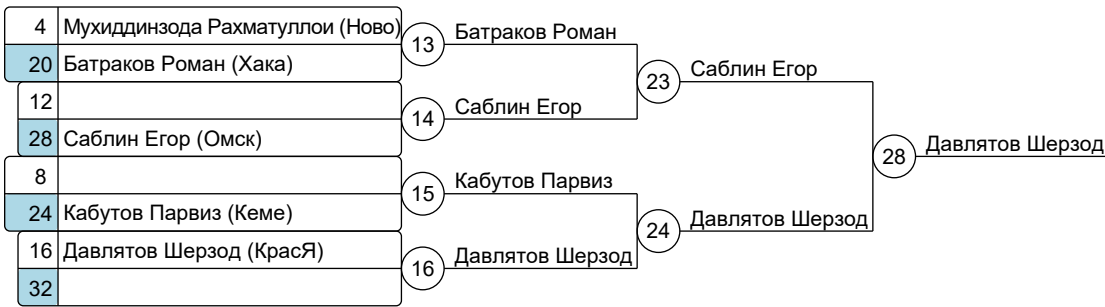 4 Мухиддинзода Рахматуллои (Ново)
20 Батраков Роман (Хака)
12
28 Саблин Егор (Омск)
8
24 Кабутов Парвиз (Кеме)
16 Давлятов Шерзод (КрасЯ)
32
13 Батраков Роман
14 Саблин Егор
15 Кабутов Парвиз
16 Давлятов Шерзод
23 Саблин Егор
24 Давлятов Шерзод
28 Давлятов Шерзод